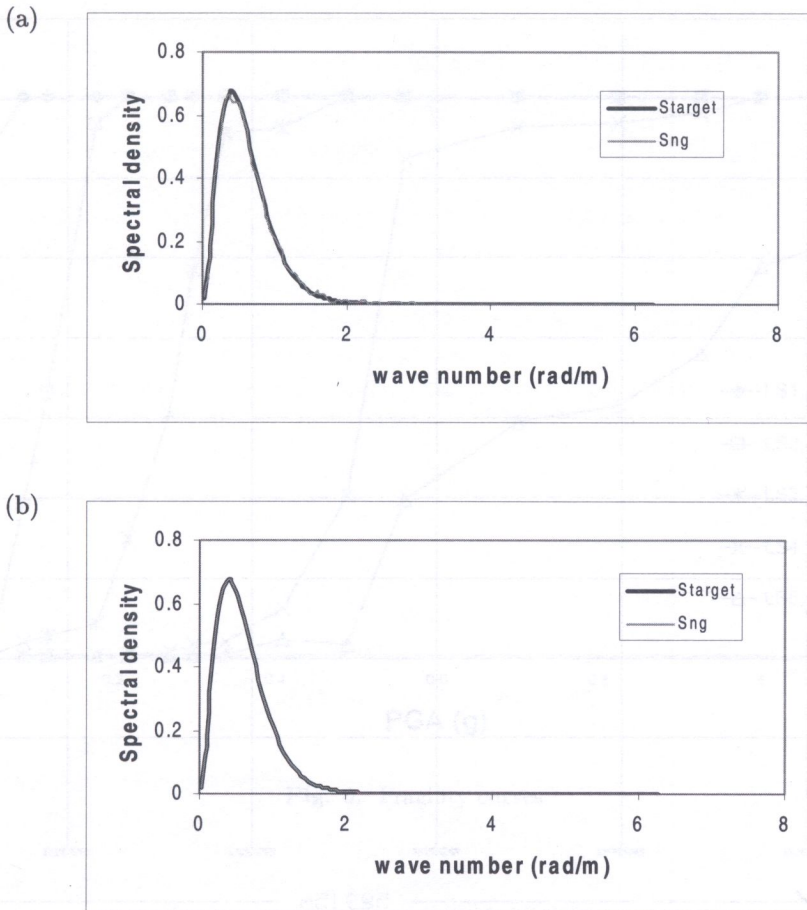 (a)
0.8
0.6
0.4
0.2
0
Spectral density
Starget
Sng
0 2 4 6 8
wave number (rad/m)
(b)
0.8
0.6
0.4
0.2
0
Spectral density
Starget
Sng
0 2 4 6 8
wave number (rad/m)
PGA (g)